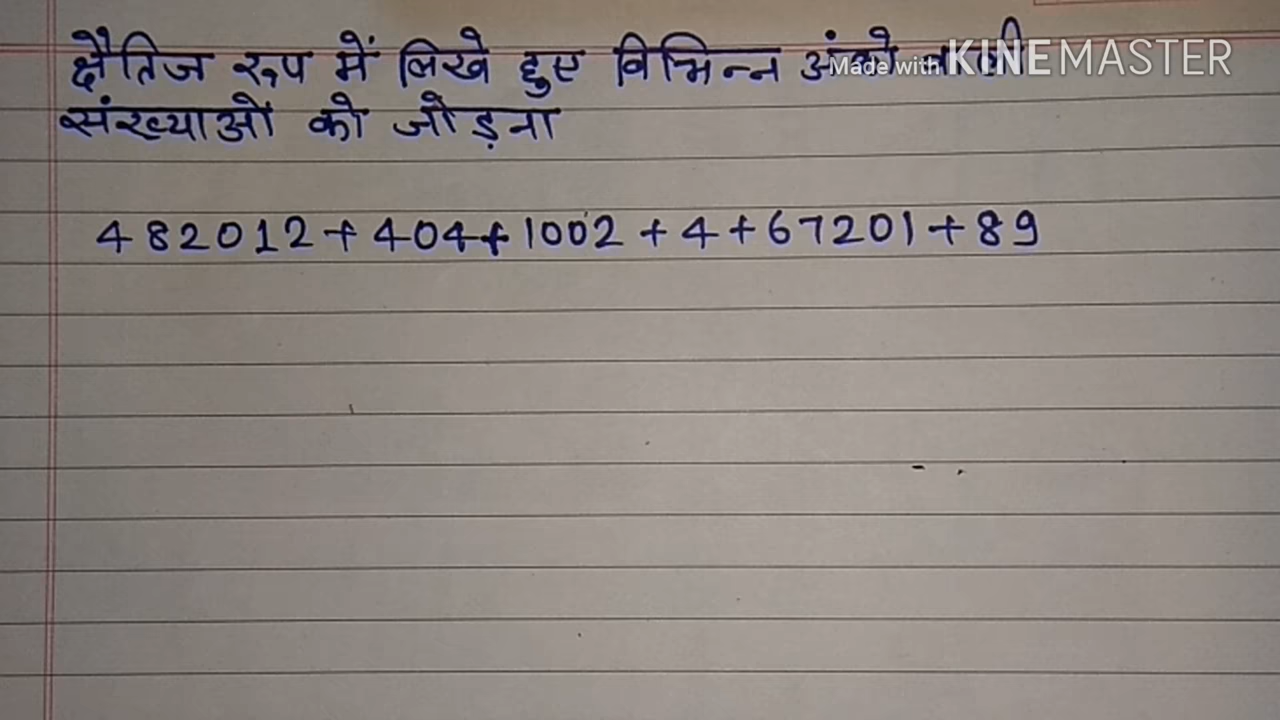 क्षैतिज रूप में लिखे हुए विभिन्न अंको वाली
Made with KINEMASTER
संख्याओं को जोड़ना
482012+404+1002+4+67201+89